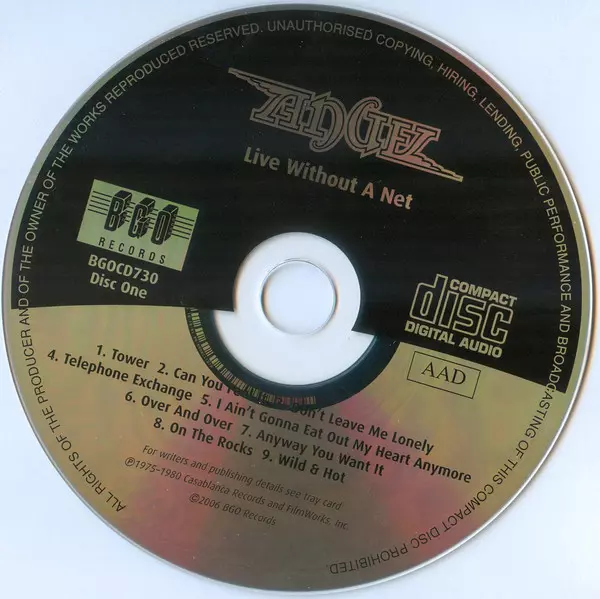 ALL RIGHTS OF THE PRODUCER AND OF THE OWNER OF THE WORKS REPRODUCED RESERVED. UNAUTHORISED COPYING, HIRING, LENDING, PUBLIC PERFORMANCE AND BROADCASTING OF THIS COMPACT DISC PROHIBITED.
ANGEL
Live Without A Net
BGO
RECORDS
BGOCD730
Disc One
COMPACT
disc
DIGITAL AUDIO
AAD
1. Tower 2. Can You Leave Me Lonely
4. Telephone Exchange 5. I Ain't Gonna Eat Out My Heart Anymore
6. Over And Over 7. Anyway You Want It
8. On The Rocks 9. Wild & Hot
For writers and publishing details see tray card
℗1975-1980 Casablanca Records and FilmWorks, Inc.
©2006 BGO Records